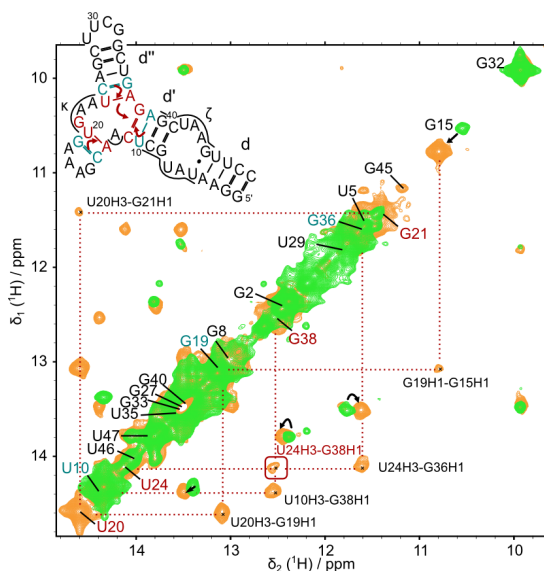 30
U
U
C
G
C
G
G
C
C
U
d''
A
G
C
G
κ
A
A
U
A
d'
A
G
A
40
G
C
U
A
A
ζ
G
U
U
C
C
d
20
G
U
A
A
C
U
10
C
G
U
A
U
A
A
G
G
5'
A
G
C
A
A
A
G32
G15
G45
U20H3-G21H1
U5
G36
G21
U29
G2
G8
G19
G38
G40
G27
G33
U35
G19H1-G15H1
U47
U46
U24H3-G38H1
U10
U24
U24H3-G36H1
U10H3-G38H1
U20
U20H3-G19H1
10
11
12
13
14
δ₁ (¹H) / ppm
14 13 12 11 10
δ₂ (¹H) / ppm